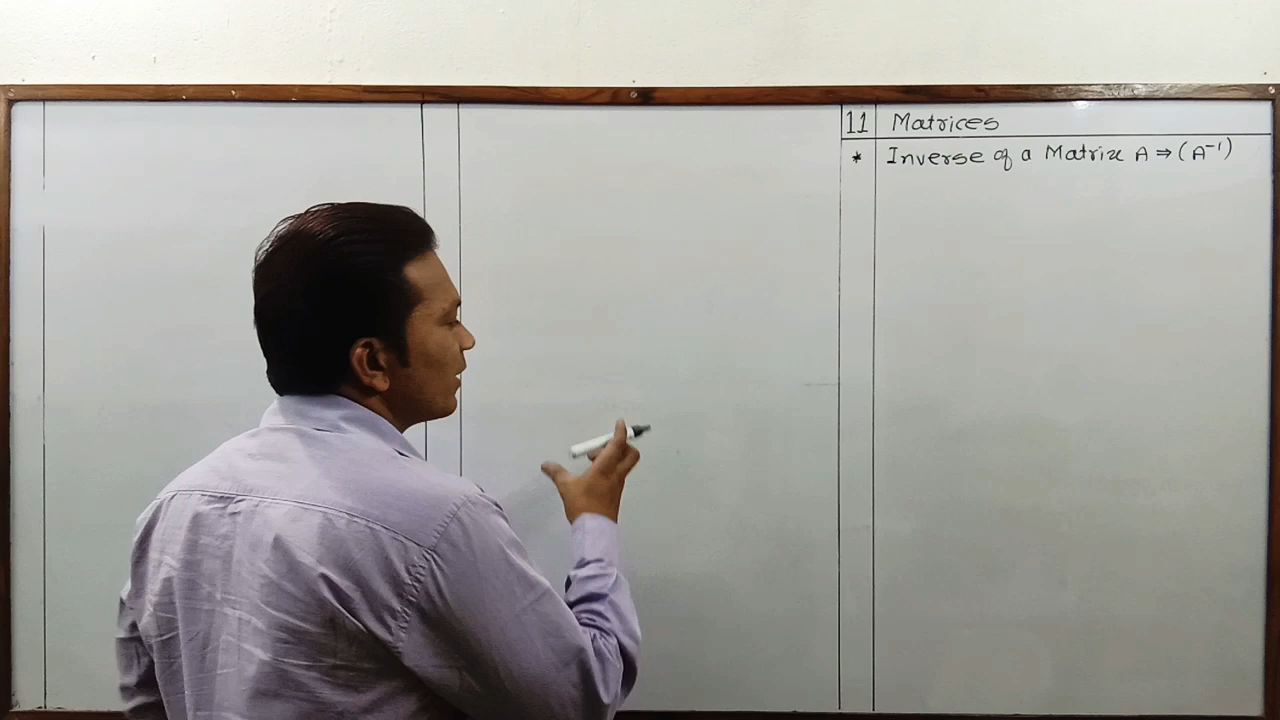 11 Matrices
* Inverse of a Matrix A ⇒ (A⁻¹)